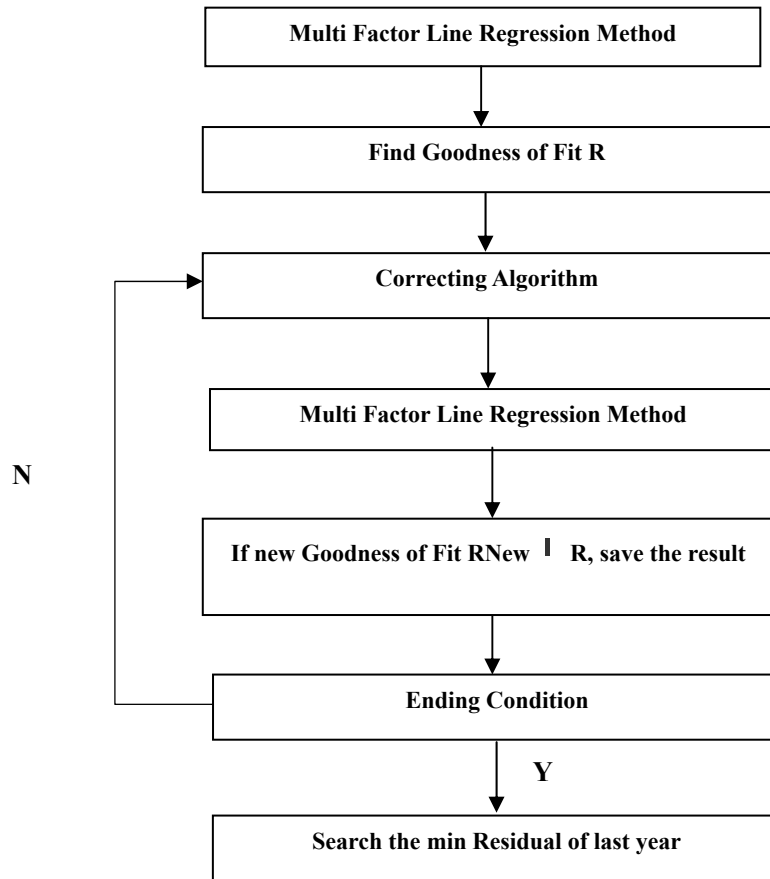 Multi Factor Line Regression Method
Find Goodness of Fit R
Correcting Algorithm
Multi Factor Line Regression Method
N
If new Goodness of Fit RNew R, save the result
Ending Condition
Y
Search the min Residual of last year